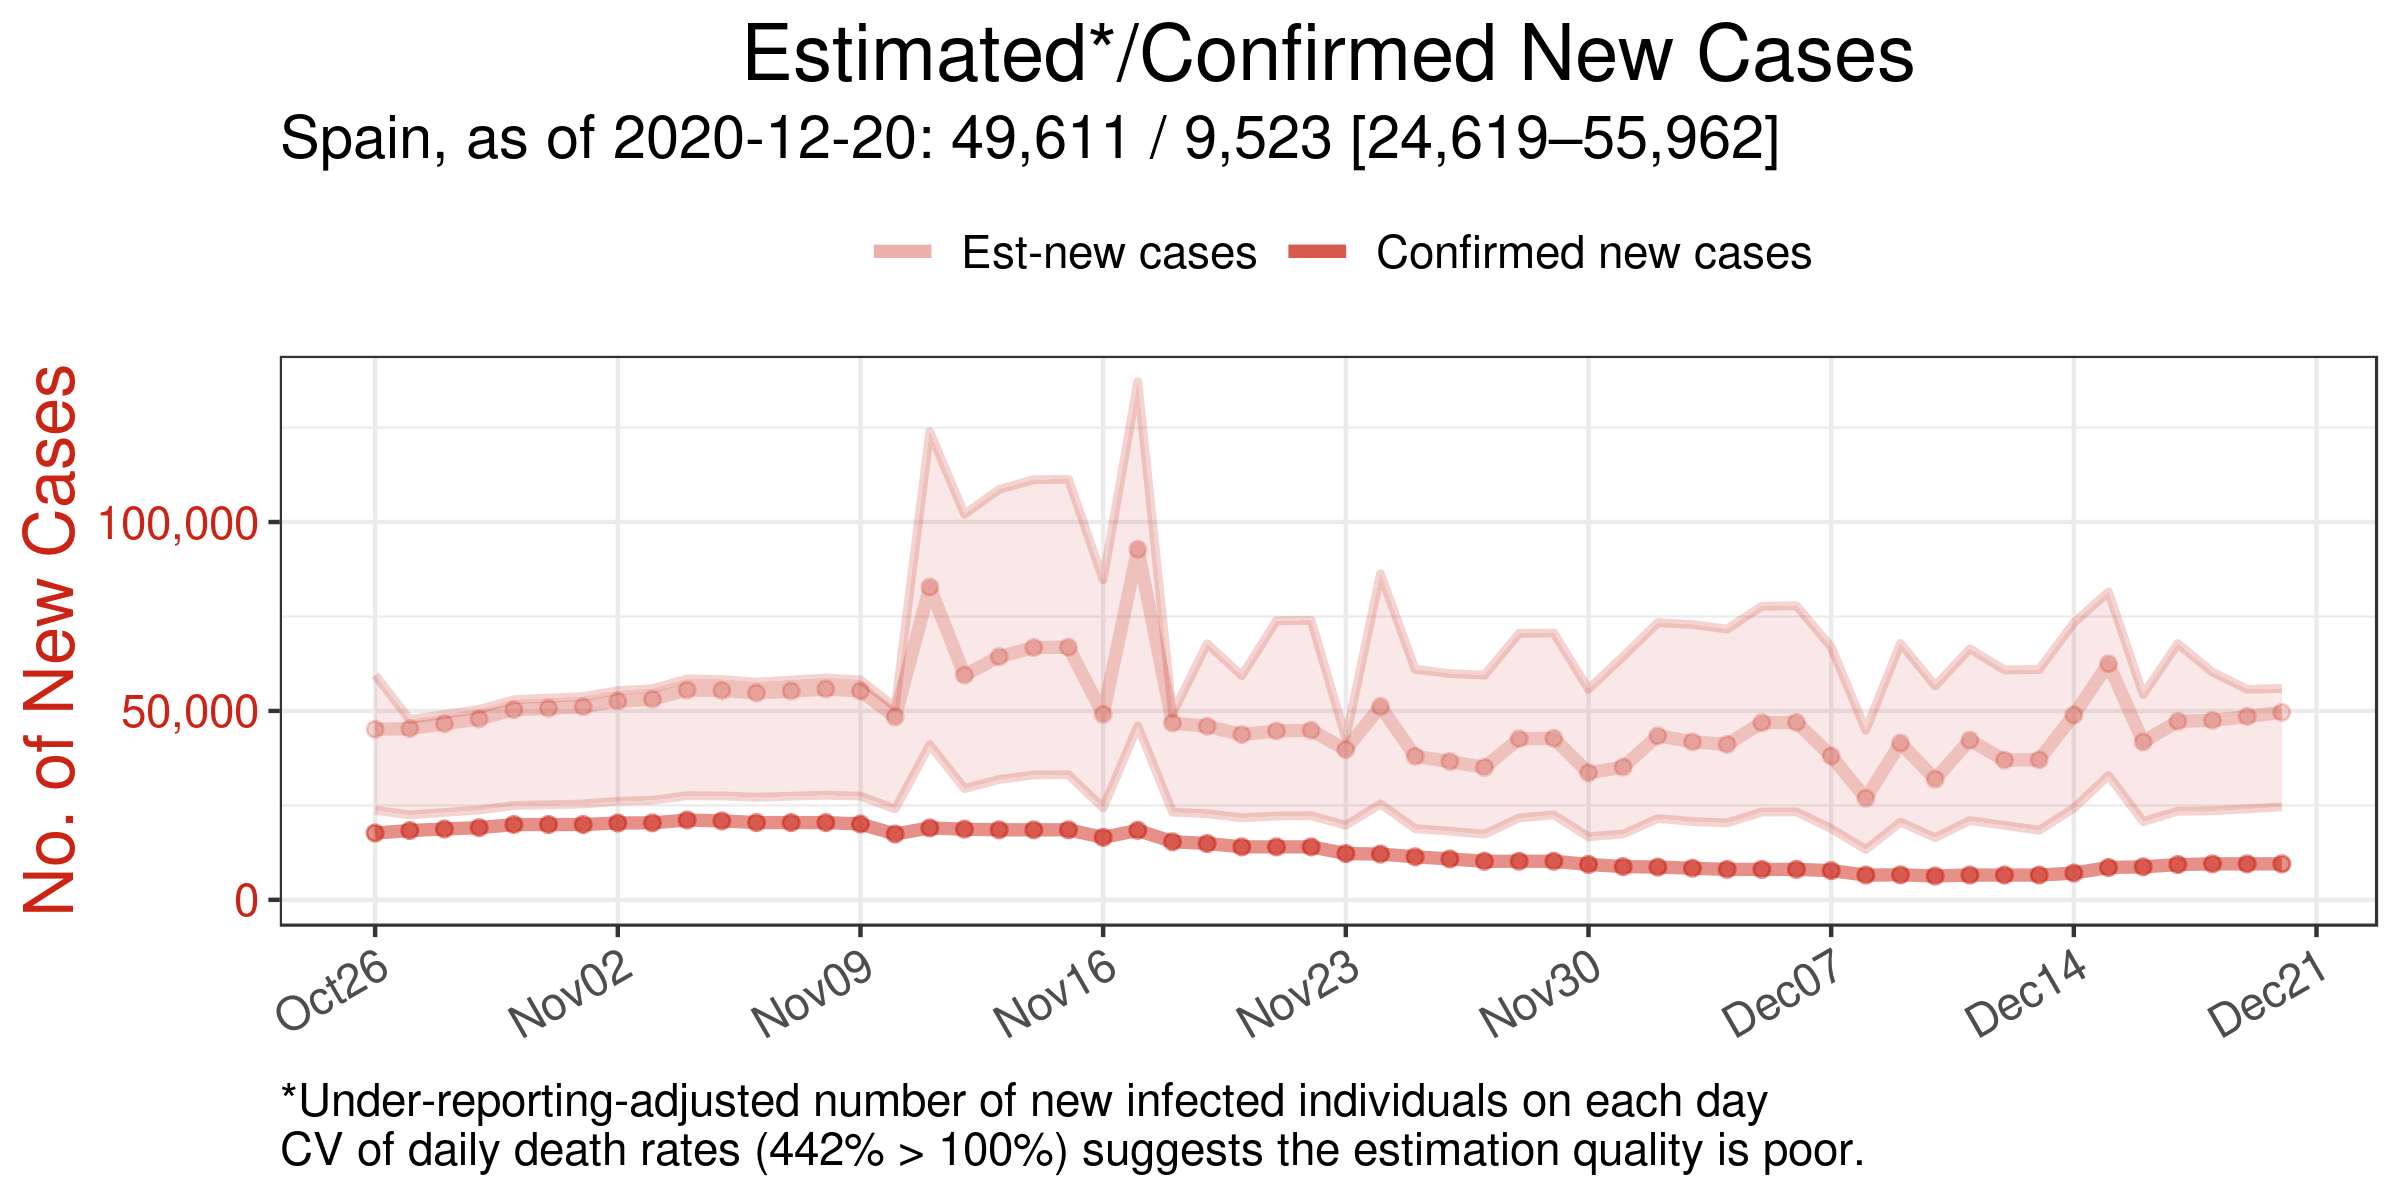 Estimated*/Confirmed New Cases
Spain, as of 2020-12-20: 49,611 / 9,523 [24,619–55,962]
Est-new cases
Confirmed new cases
No. of New Cases
100,000
50,000
0
Oct26
Nov02
Nov09
Nov16
Nov23
Nov30
Dec07
Dec14
Dec21
*Under-reporting-adjusted number of new infected individuals on each day
CV of daily death rates (442% > 100%) suggests the estimation quality is poor.